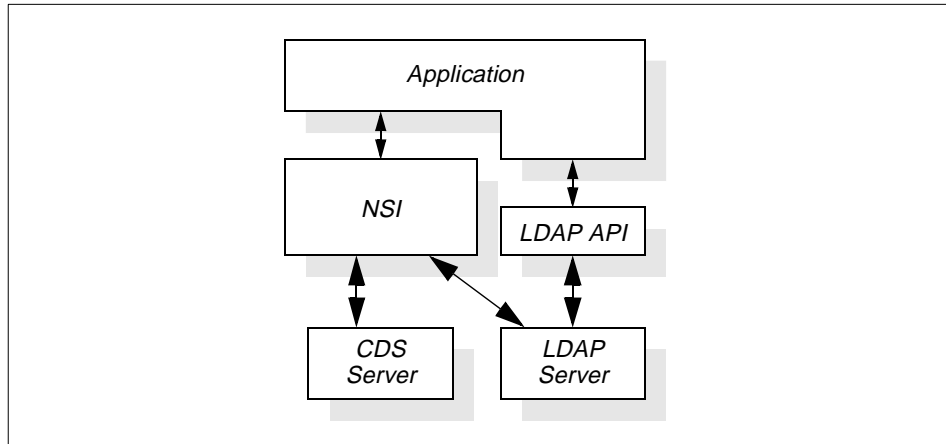 Application
NSI
LDAP API
CDS
Server
LDAP
Server